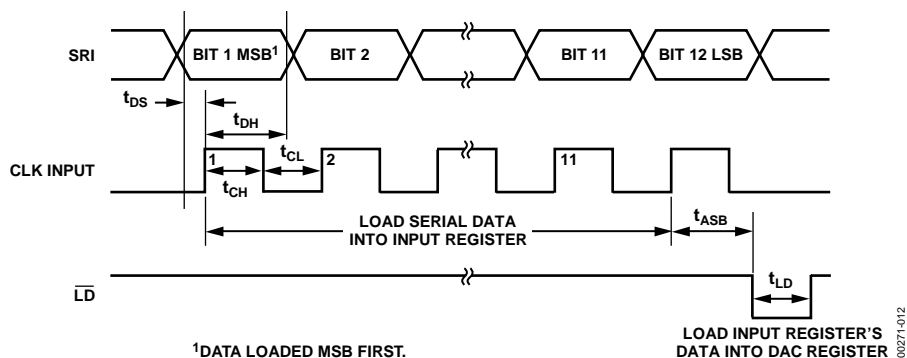 SRI
BIT 1 MSB¹
BIT 2
BIT 11
BIT 12 LSB
tDS
tDH
tCL
CLK INPUT
1
2
11
tCH
LOAD SERIAL DATA
INTO INPUT REGISTER
tASB
LD
tLD
¹DATA LOADED MSB FIRST.
LOAD INPUT REGISTER'S
DATA INTO DAC REGISTER
00271-012